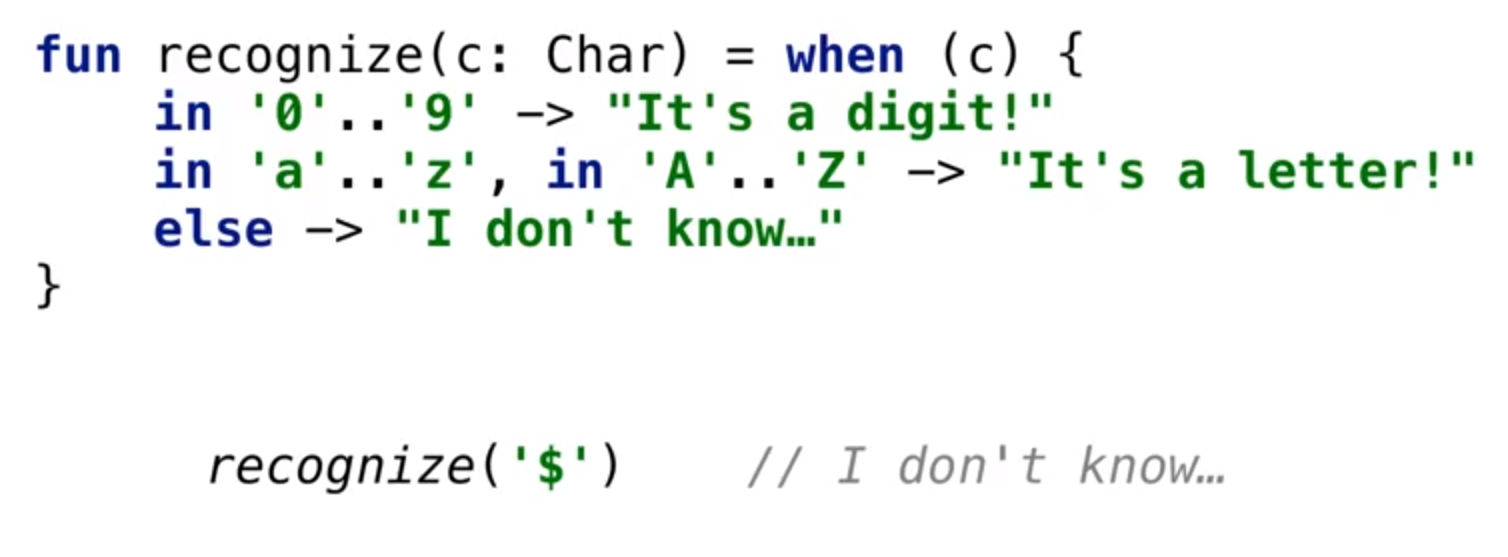 fun recognize(c: Char) = when (c) {
    in '0'..'9' –> "It's a digit!"
    in 'a'..'z', in 'A'..'Z' –> "It's a letter!"
    else –> "I don't know…"
}
recognize('$')    // I don't know…